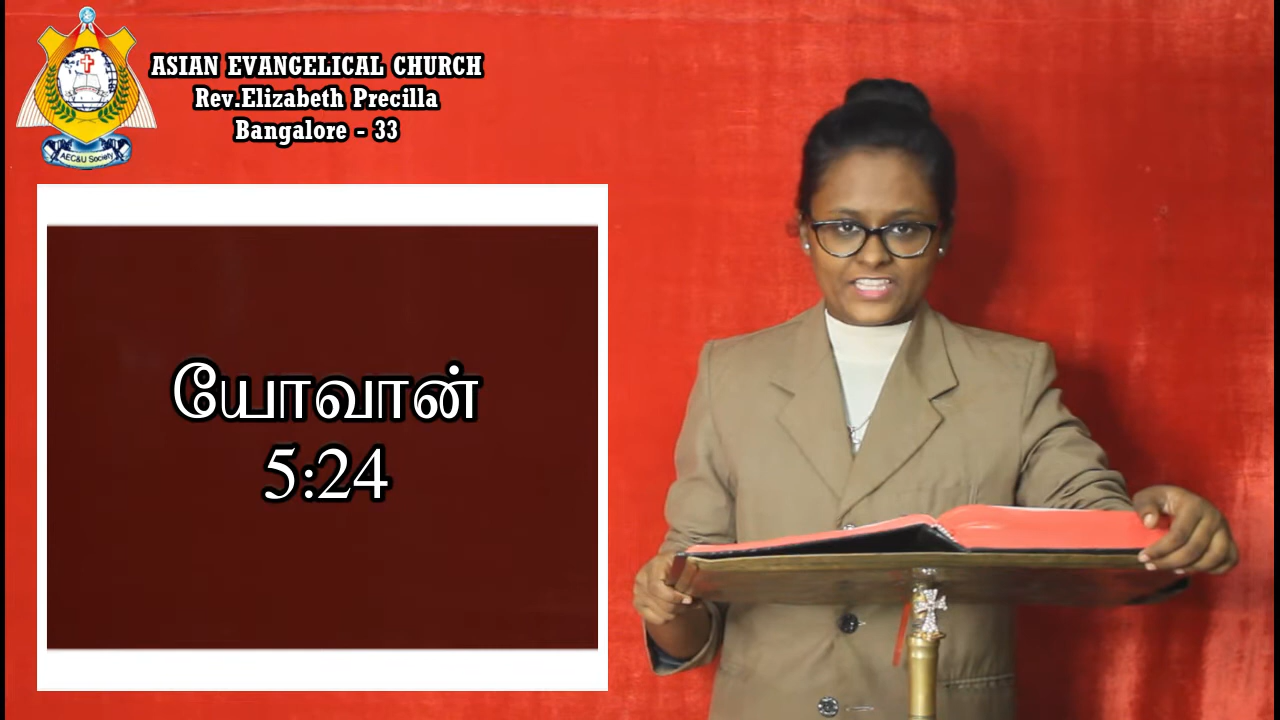 ASIAN EVANGELICAL CHURCH
Rev.Elizabeth Precilla
Bangalore - 33
AEC&U Society
யோவான்
5:24